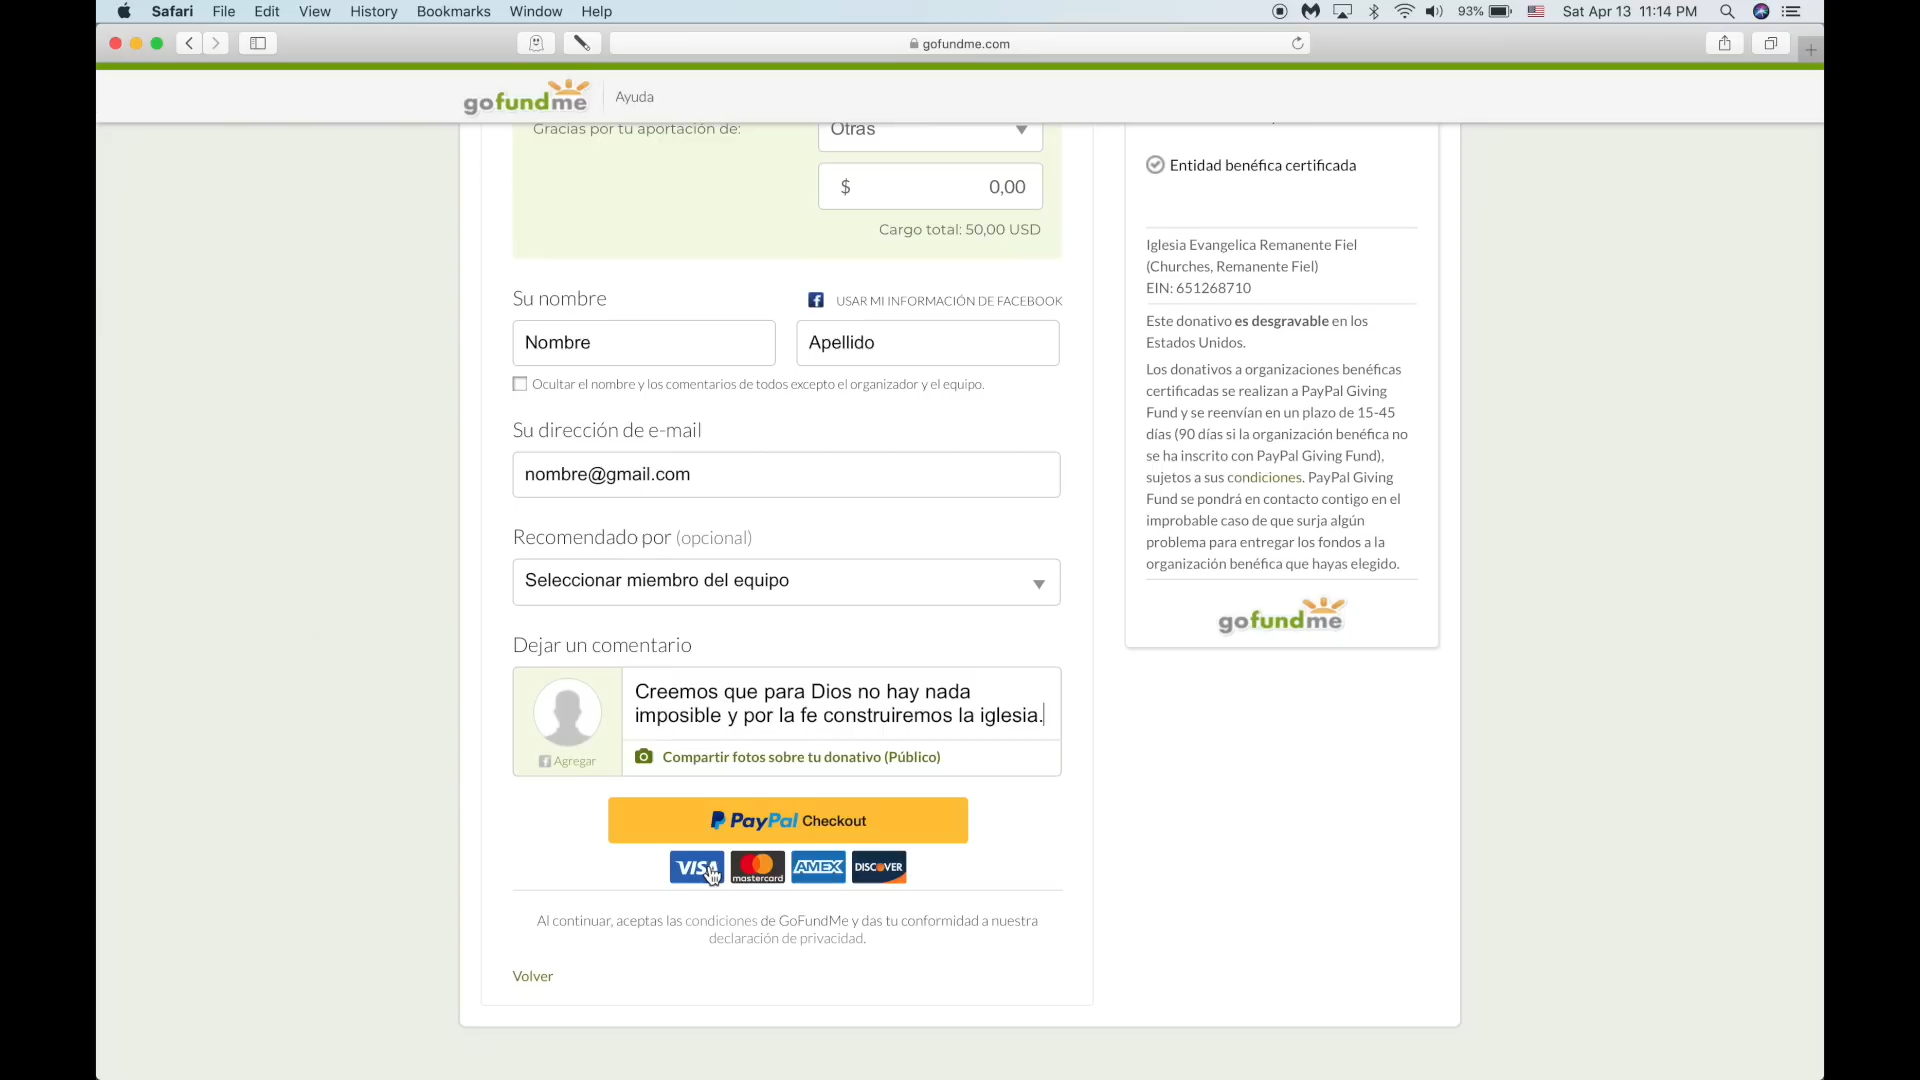 Safari File Edit View History Bookmarks Window Help
93% Sat Apr 13 11:14 PM
gofundme.com
gofundme Ayuda
Gracias por tu aportación de: Otras
$ 0,00
Cargo total: 50,00 USD
Su nombre
USAR MI INFORMACIÓN DE FACEBOOK
Nombre Apellido
Ocultar el nombre y los comentarios de todos excepto el organizador y el equipo.
Su dirección de e-mail
nombre@gmail.com
Recomendado por (opcional)
Seleccionar miembro del equipo
Dejar un comentario
Creemos que para Dios no hay nada
imposible y por la fe construiremos la iglesia.
Agregar
Compartir fotos sobre tu donativo (Público)
PayPal Checkout
VISA mastercard AMEX DISCOVER
Al continuar, aceptas las condiciones de GoFundMe y das tu conformidad a nuestra
declaración de privacidad.
Volver
Entidad benéfica certificada
Iglesia Evangelica Remanente Fiel
(Churches, Remanente Fiel)
EIN: 651268710
Este donativo es desgravable en los
Estados Unidos.
Los donativos a organizaciones benéficas
certificadas se realizan a PayPal Giving
Fund y se reenvían en un plazo de 15-45
días (90 días si la organización benéfica no
se ha inscrito con PayPal Giving Fund),
sujetos a sus condiciones. PayPal Giving
Fund se pondrá en contacto contigo en el
improbable caso de que surja algún
problema para entregar los fondos a la
organización benéfica que hayas elegido.
gofundme